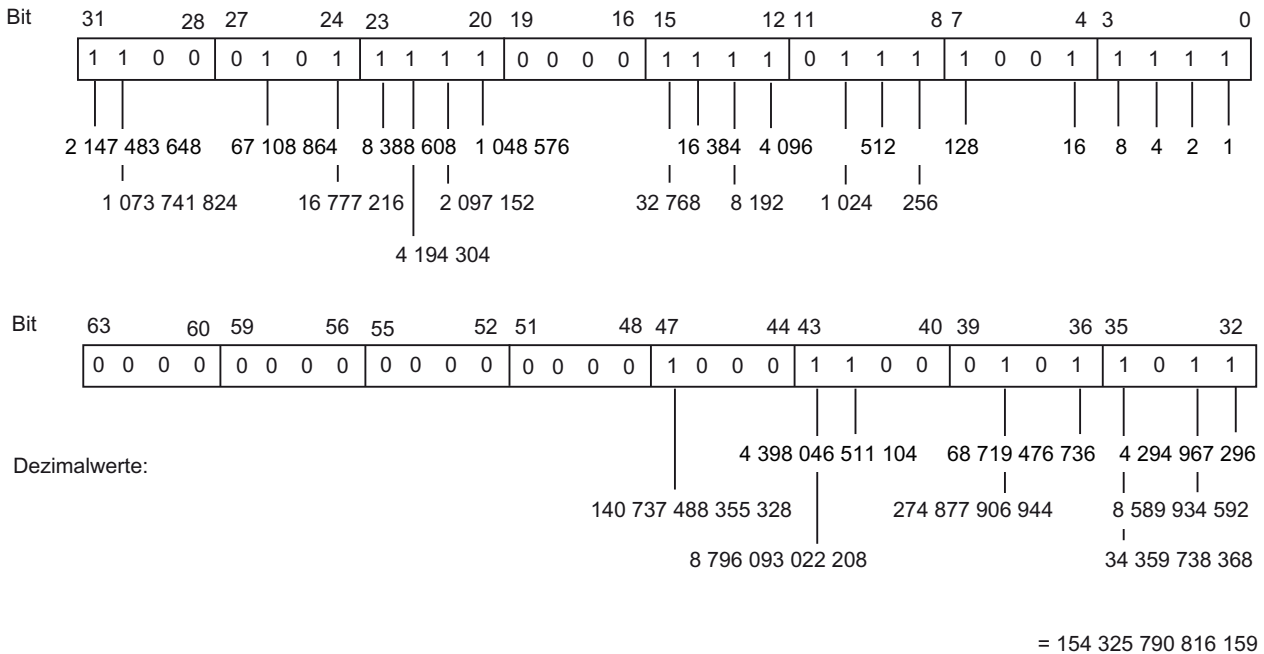 Bit 31 28 27 24 23 20 19 16 15 12 11 8 7 4 3 0
1 1 0 0 0 1 0 1 1 1 1 1 0 0 0 0 1 1 1 1 0 1 1 1 1 0 0 1 1 1 1 1
2 147 483 648 67 108 864 8 388 608 1 048 576 16 384 4 096 512 128 16 8 4 2 1
1 073 741 824 16 777 216 2 097 152 32 768 8 192 1 024 256
4 194 304
Bit 63 60 59 56 55 52 51 48 47 44 43 40 39 36 35 32
0 0 0 0 0 0 0 0 0 0 0 0 0 0 0 0 1 0 0 0 1 1 0 0 0 1 0 1 1 0 1 1
4 398 046 511 104 68 719 476 736 4 294 967 296
Dezimalwerte:
140 737 488 355 328 274 877 906 944 8 589 934 592
8 796 093 022 208 34 359 738 368
= 154 325 790 816 159